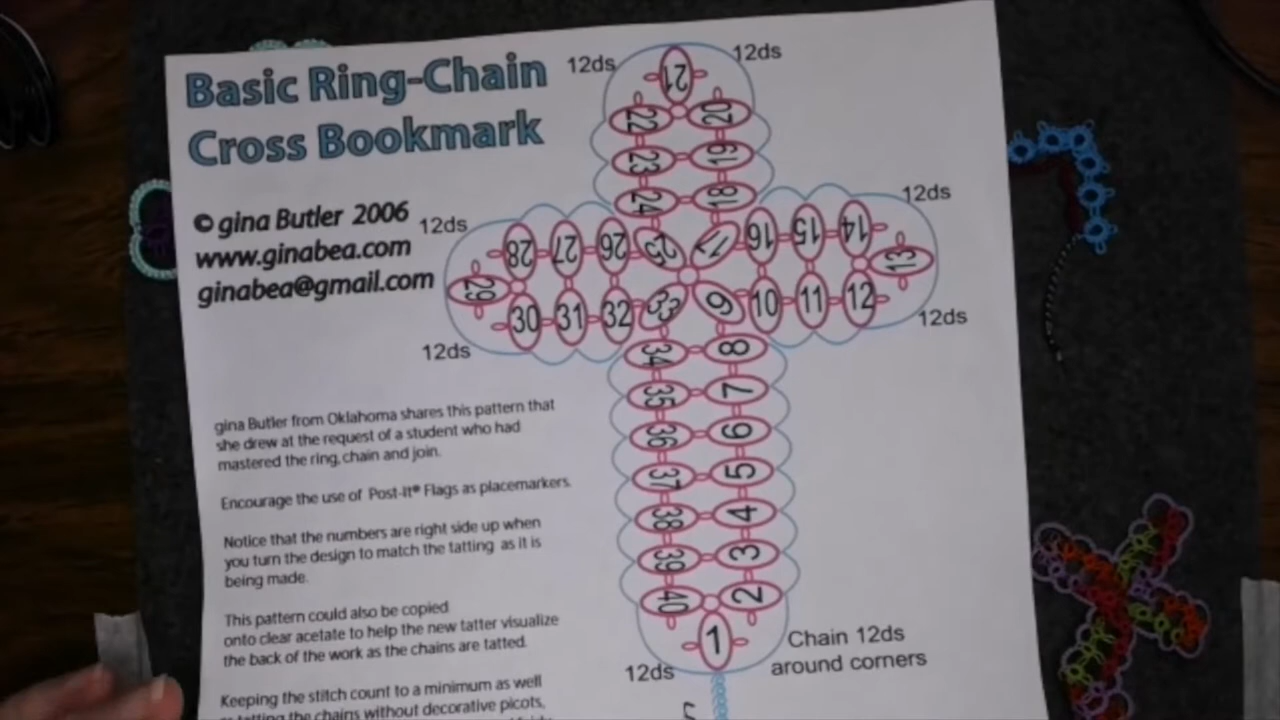 Basic Ring-Chain
Cross Bookmark
© gina Butler 2006
www.ginabea.com
ginabea@gmail.com
gina Butler from Oklahoma shares this pattern that
she drew at the request of a student who had
mastered the ring, chain and join.
Encourage the use of Post-It® Flags as placemarkers.
Notice that the numbers are right side up when
you turn the design to match the tatting as it is
being made.
This pattern could also be copied
onto clear acetate to help the new tatter visualize
the back of the work as the chains are tatted.
Keeping the stitch count to a minimum as well
tatting the chains without decorative picots,
12ds
12ds
21
22 20
23 19
24 18
12ds
12ds
28 27 26 25 17 16 15 14
29
13
30 31 32 33 9 10 11 12
12ds
12ds
34 8
35 7
36 6
37 5
38 4
39 3
40 2
1
12ds
Chain 12ds
around corners